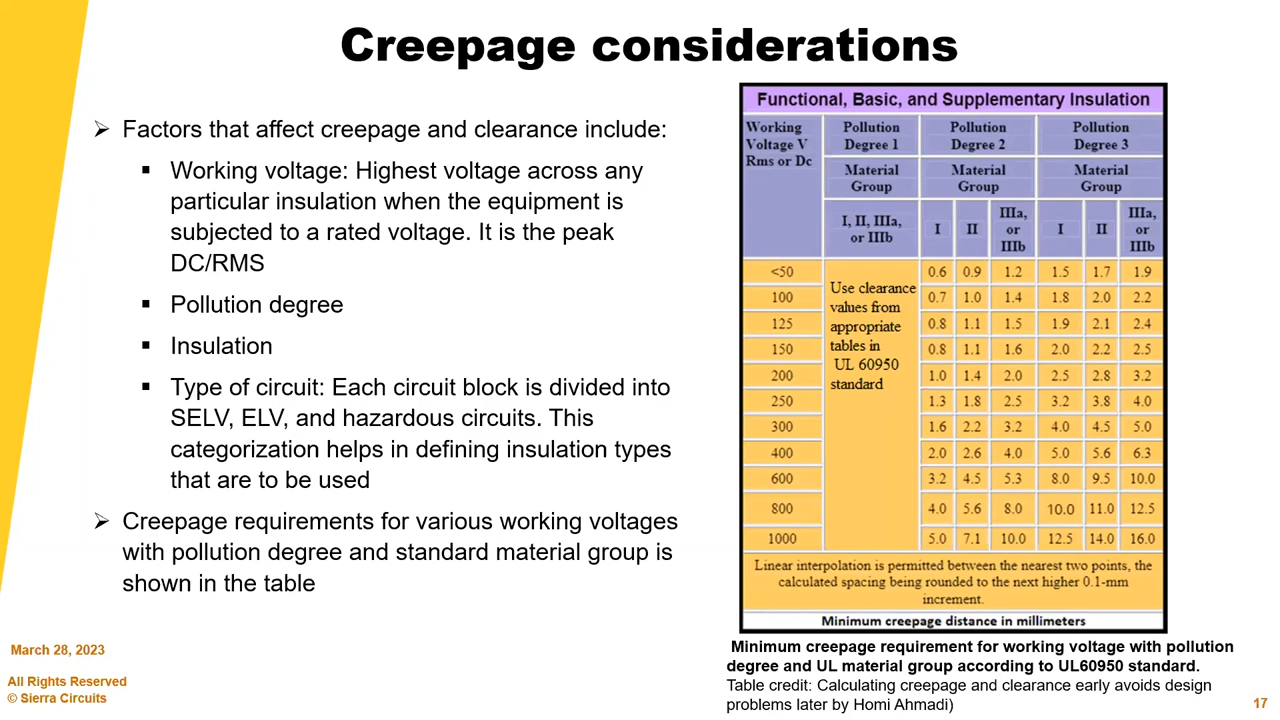 Creepage considerations
➢ Factors that affect creepage and clearance include:
▪ Working voltage: Highest voltage across any
particular insulation when the equipment is
subjected to a rated voltage. It is the peak
DC/RMS
▪ Pollution degree
▪ Insulation
▪ Type of circuit: Each circuit block is divided into
SELV, ELV, and hazardous circuits. This
categorization helps in defining insulation types
that are to be used
➢ Creepage requirements for various working voltages
with pollution degree and standard material group is
shown in the table
Functional, Basic, and Supplementary Insulation
Working
Voltage V
Rms or Dc
Pollution
Degree 1
Pollution
Degree 2
Pollution
Degree 3
Material
Group
Material
Group
Material
Group
I, II, IIIa,
or IIIb
I
II
IIIa,
or
IIIb
I
II
IIIa,
or
IIIb
Use clearance
values from
appropriate
tables in
UL 60950
standard
<50 0.6 0.9 1.2 1.5 1.7 1.9
100 0.7 1.0 1.4 1.8 2.0 2.2
125 0.8 1.1 1.5 1.9 2.1 2.4
150 0.8 1.1 1.6 2.0 2.2 2.5
200 1.0 1.4 2.0 2.5 2.8 3.2
250 1.3 1.8 2.5 3.2 3.8 4.0
300 1.6 2.2 3.2 4.0 4.5 5.0
400 2.0 2.6 4.0 5.0 5.6 6.3
600 3.2 4.5 5.3 8.0 9.5 10.0
800 4.0 5.6 8.0 10.0 11.0 12.5
1000 5.0 7.1 10.0 12.5 14.0 16.0
Linear interpolation is permitted between the nearest two points, the
calculated spacing being rounded to the next higher 0.1-mm
increment.
Minimum creepage distance in millimeters
Minimum creepage requirement for working voltage with pollution
degree and UL material group according to UL60950 standard.
Table credit: Calculating creepage and clearance early avoids design
problems later by Homi Ahmadi)
March 28, 2023
All Rights Reserved
© Sierra Circuits
17